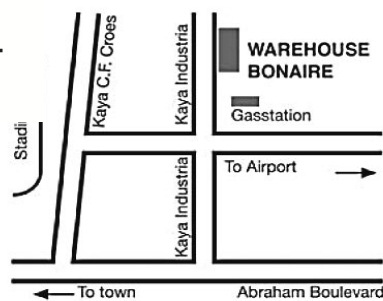 Kaya C.F. Croes
Kaya Industria
WAREHOUSE
BONAIRE
Gasstation
Stadi
Kaya Industria
To Airport
To town
Abraham Boulevard